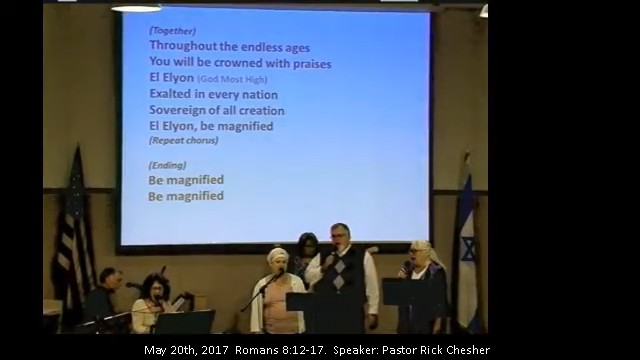 (Together)
Throughout the endless ages
You will be crowned with praises
El Elyon (God Most High)
Exalted in every nation
Sovereign of all creation
El Elyon, be magnified
(Repeat chorus)
(Ending)
Be magnified
Be magnified
May 20th, 2017 Romans 8:12-17. Speaker: Pastor Rick Chesher